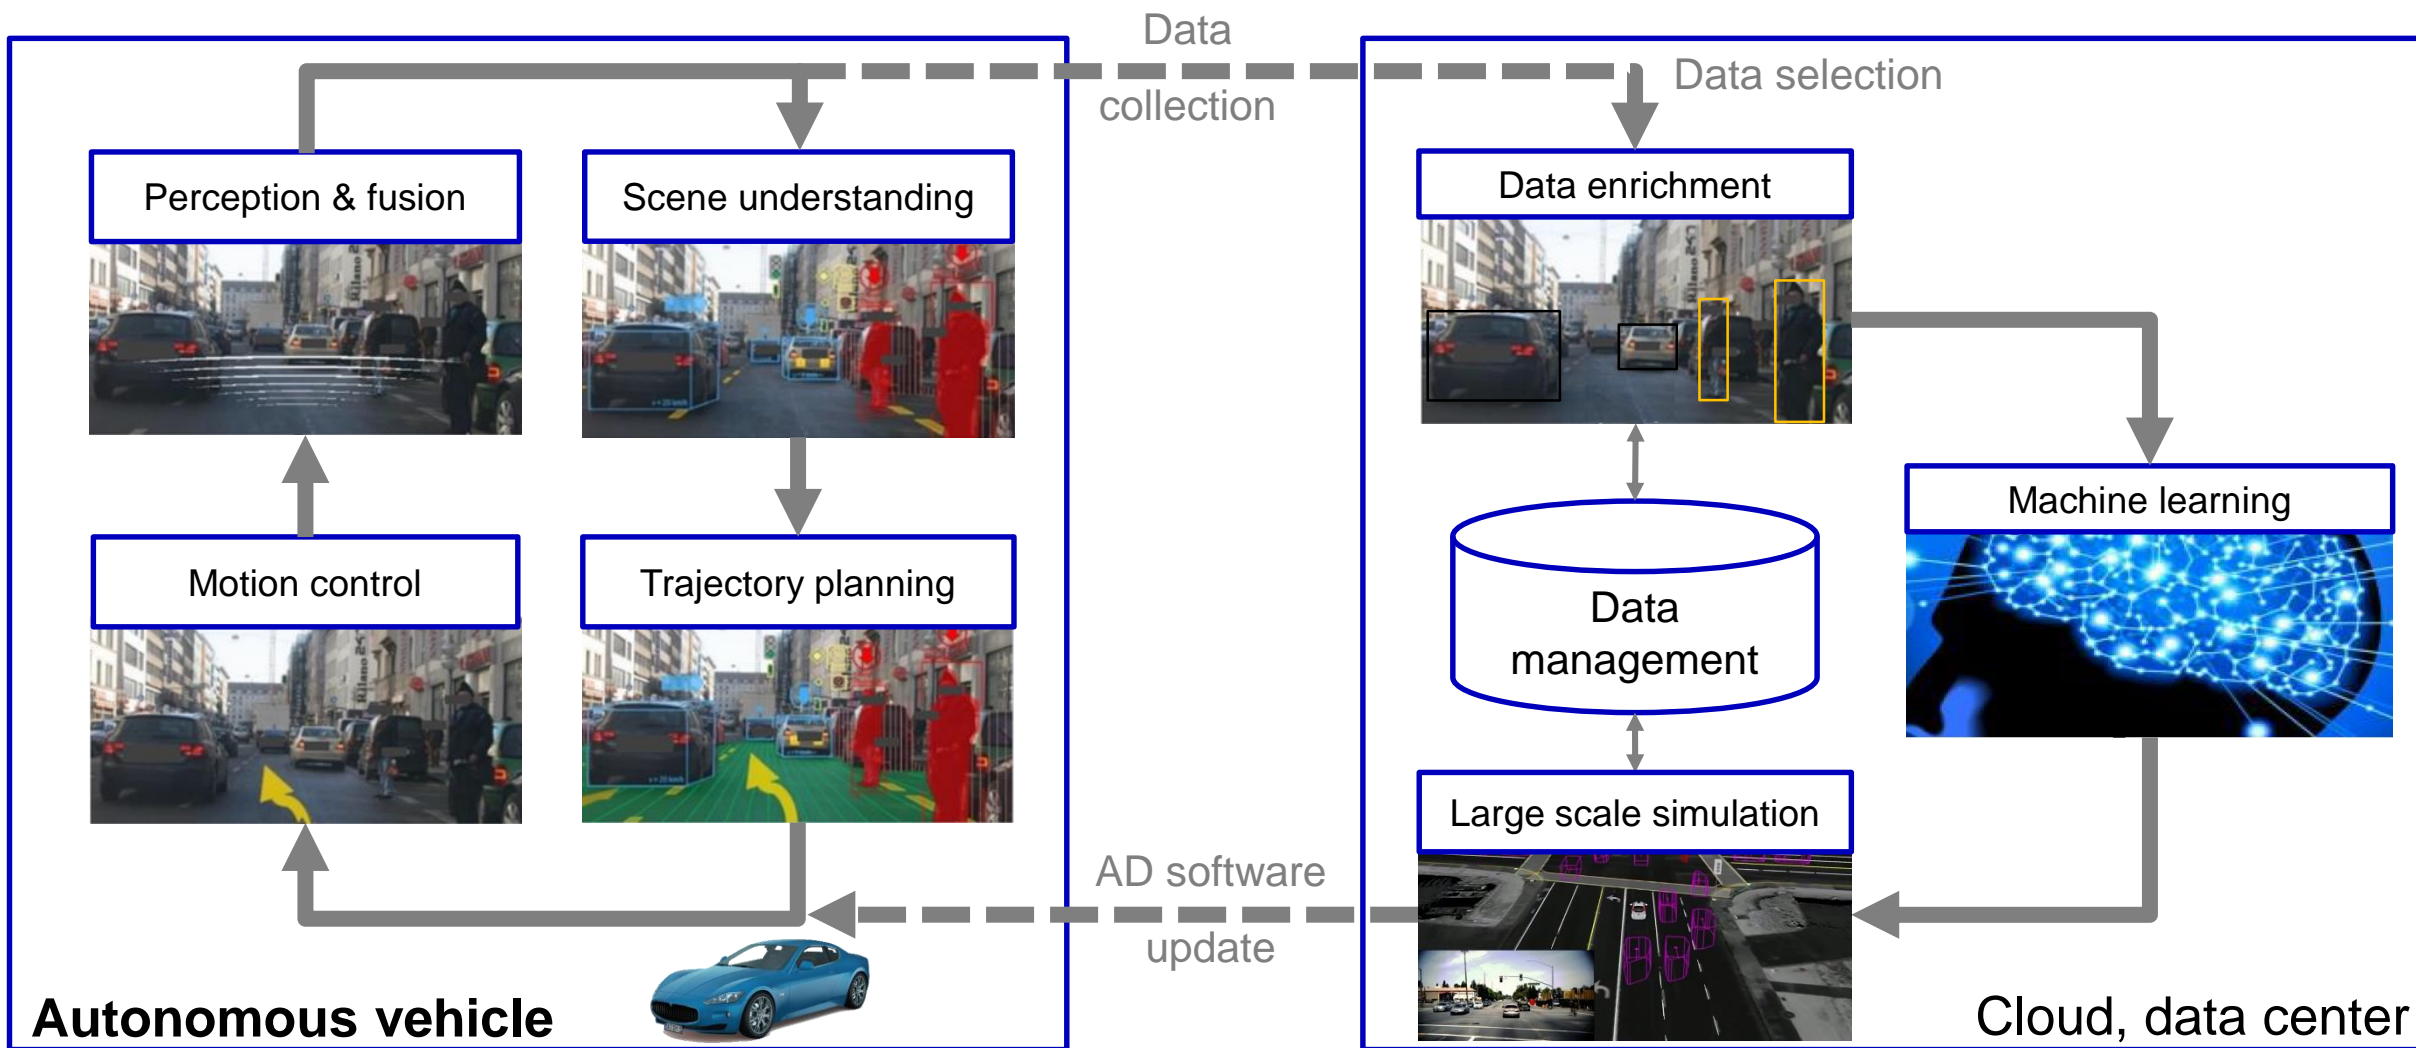 Data
collection
Data selection
Perception & fusion
Scene understanding
Data enrichment
Motion control
Trajectory planning
Machine learning
Data
management
Large scale simulation
AD software
update
Autonomous vehicle
Cloud, data center